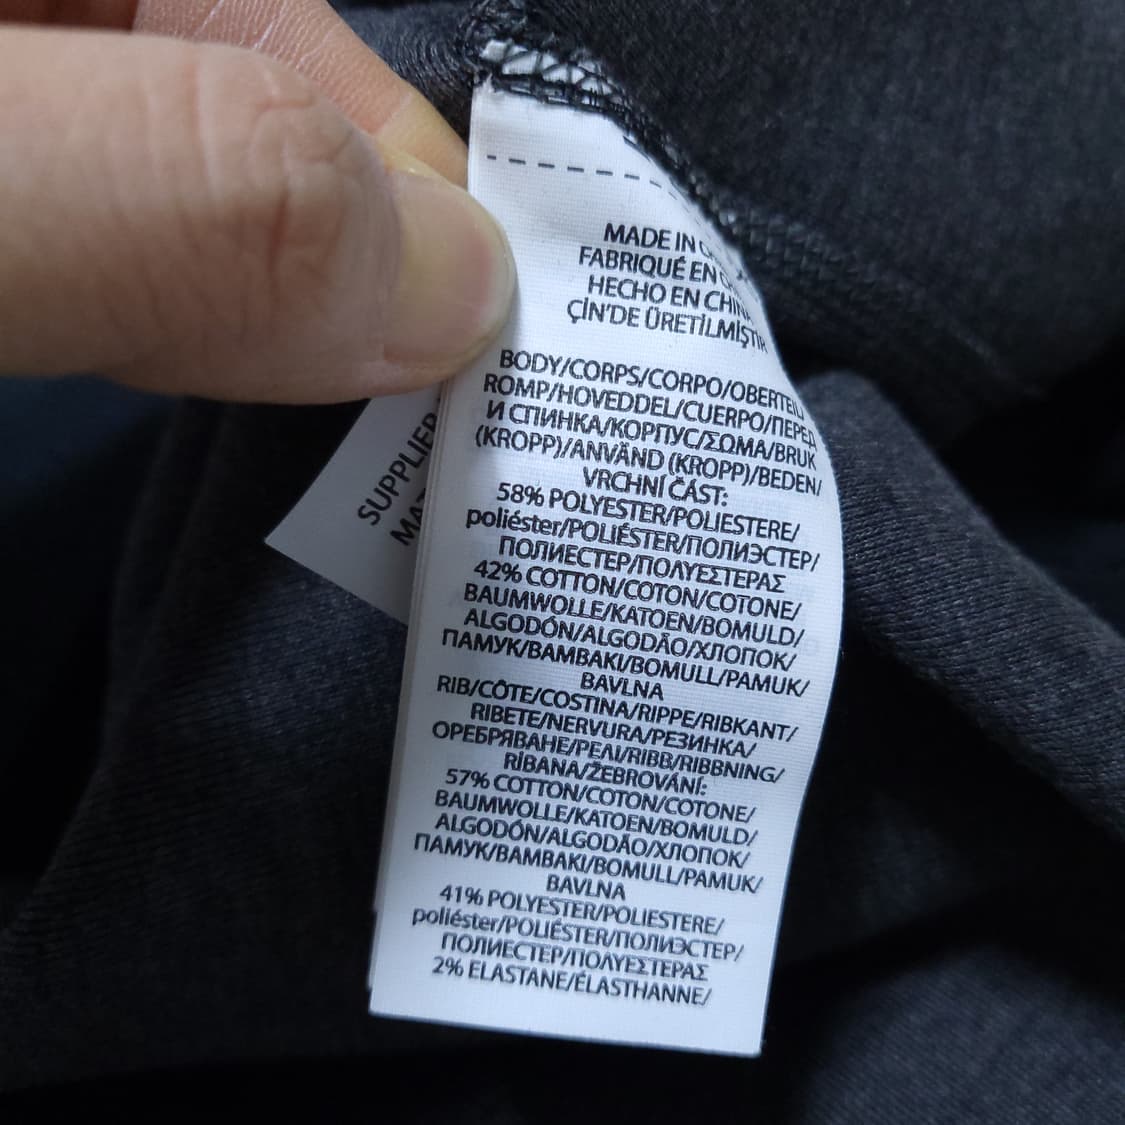 MADE IN
FABRIQUÉ EN
HECHO EN CHINA
ÇİN'DE ÜRETİLMİŞTİR
BODY/CORPS/CORPO/OBERTEIL
ROMP/HOVEDDEL/CUERPO/ПЕРЕД
И СПИНКА/КОРПУС/ΣΩΜΑ/BRUK
(KROPP)/ANVÄND (KROPP)/BEDEN/
VRCHNÍ ČÁST:
58% POLYESTER/POLIESTERE/
poliéster/POLIÉSTER/ПОЛИЭСТЕР/
ПОЛИЕСТЕР/ΠΟΛΥΕΣΤΕΡΑΣ
42% COTTON/COTON/COTONE/
BAUMWOLLE/KATOEN/BOMULD/
ALGODÓN/ALGODÃO/ХЛОПОК/
ПАМУК/BAMBAKI/BOMULL/PAMUK/
BAVLNA
RIB/CÔTE/COSTINA/RIPPE/RIBKANT/
RIBETE/NERVURA/РЕЗИНКА/
ОРЕБРЯВАНЕ/ΡΕΛΙ/RIBB/RIBBNING/
RİBANA/ŽEBROVÁNÍ:
57% COTTON/COTON/COTONE/
BAUMWOLLE/KATOEN/BOMULD/
ALGODÓN/ALGODÃO/ХЛОПОК/
ПАМУК/BAMBAKI/BOMULL/PAMUK/
BAVLNA
41% POLYESTER/POLIESTERE/
poliéster/POLIÉSTER/ПОЛИЭСТЕР/
ПОЛИЕСТЕР/ΠΟΛΥΕΣΤΕΡΑΣ
2% ELASTANE/ÉLASTHANNE/
SUPPLIER